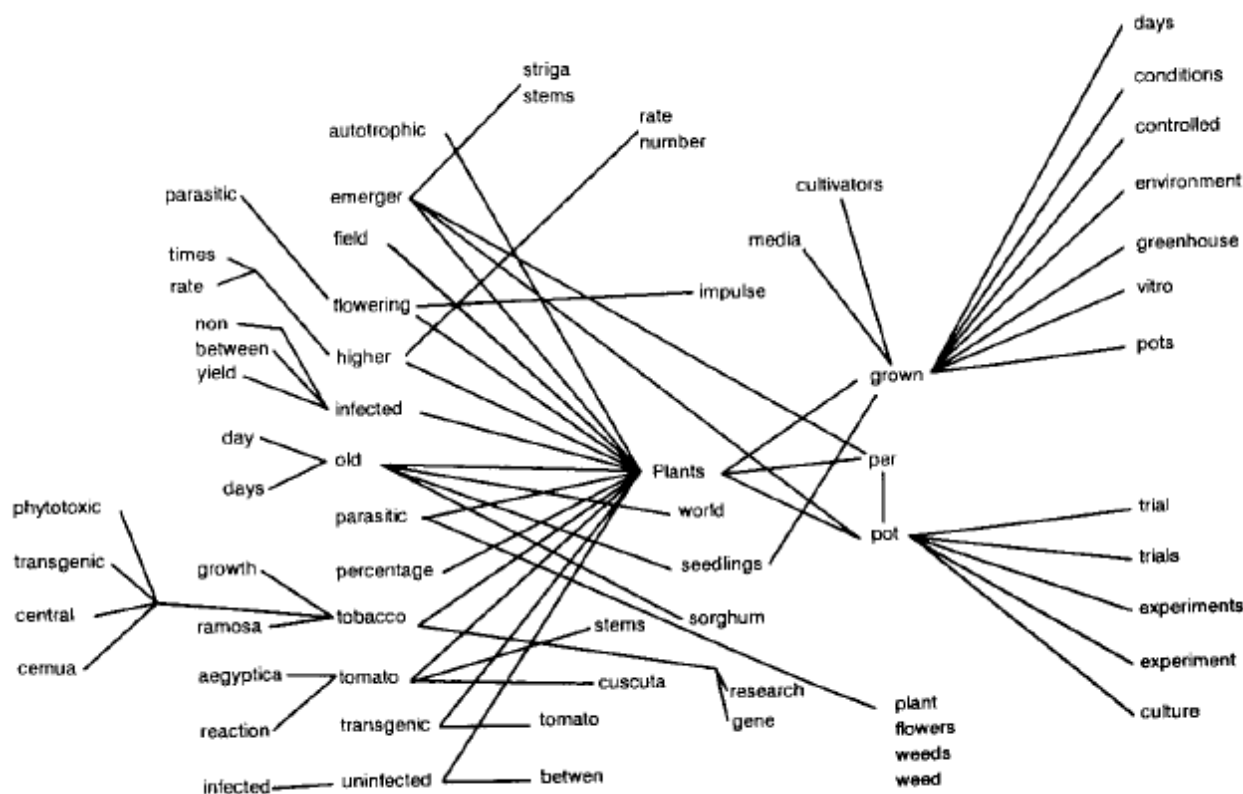 days
striga
stems
conditions
rate
number
autotrophic
controlled
parasitic
emerger
cultivators
environment
field
media
greenhouse
times
rate
flowering
impulse
vitro
non
between
yield
higher
pots
grown
infected
day
old
days
Plants
per
phytotoxic
parasitic
world
trial
pot
transgenic
growth
percentage
seedlings
trials
central
ramosa
tobacco
stems
sorghum
experiments
cemua
aegyptica
tomato
cuscuta
research
gene
experiment
reaction
transgenic
tomato
plant
flowers
weeds
weed
culture
infected
uninfected
betwen